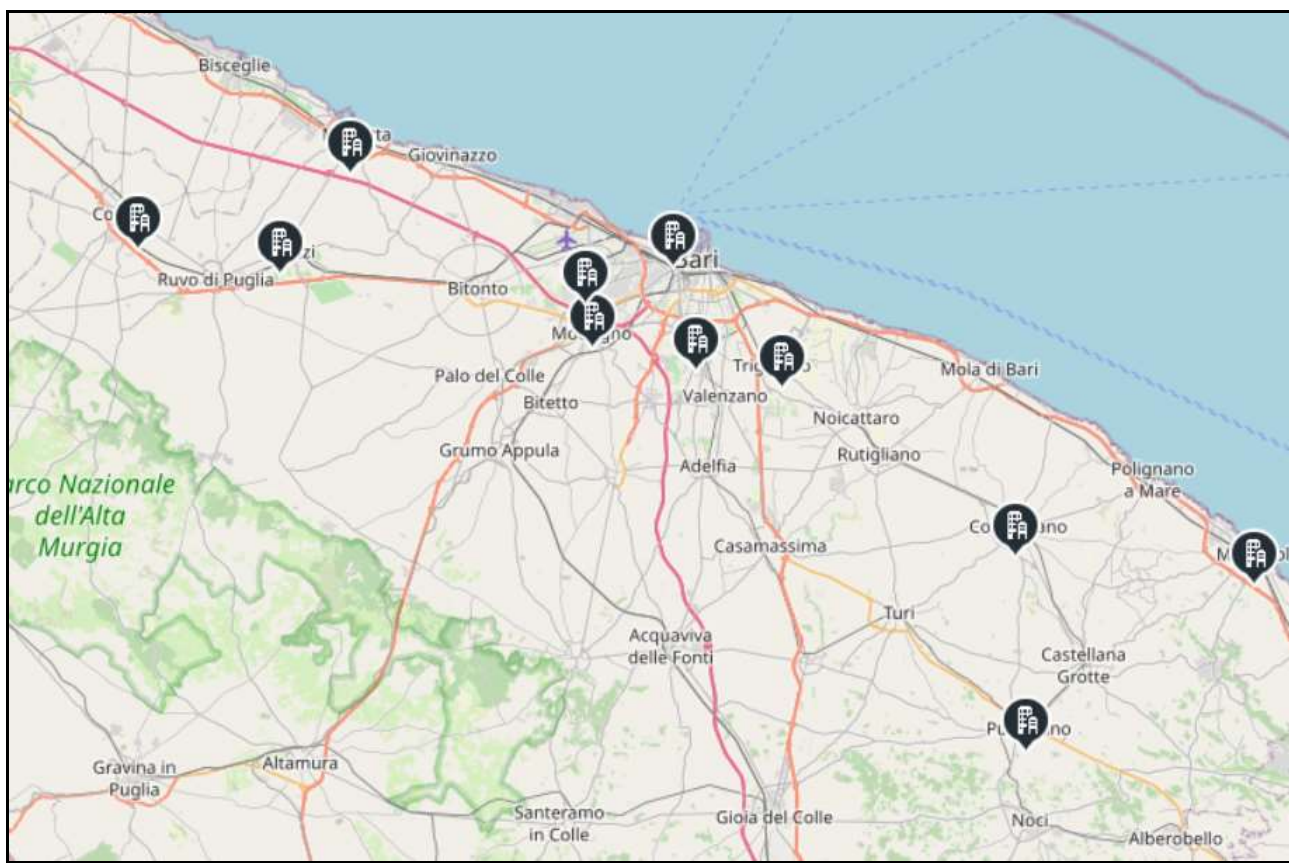 Bisceglie
Giovinazzo
Bari
Ruvo di Puglia
Bitonto
Palo del Colle
Bitetto
Valenzano
Mola di Bari
Noicattaro
Grumo Appula
Adelfia
Rutigliano
Polignano
a Mare
arco Nazionale
dell'Alta
Murgia
Casamassima
Turi
Acquaviva
delle Fonti
Castellana
Grotte
Gravina in
Puglia
Altamura
Santeramo
in Colle
Gioia del Colle
Noci
Alberobello